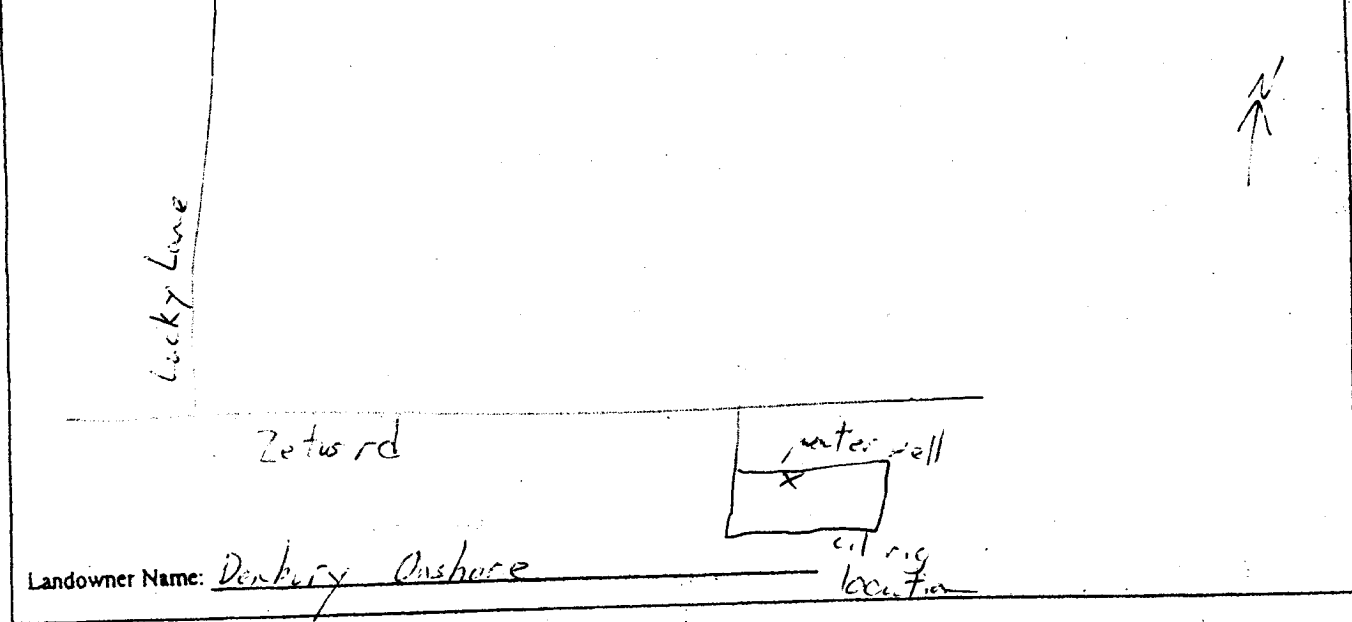 N
Lucky Lane
Zetus rd
water well
x
oil rig
location
Landowner Name: Denbury Onshore